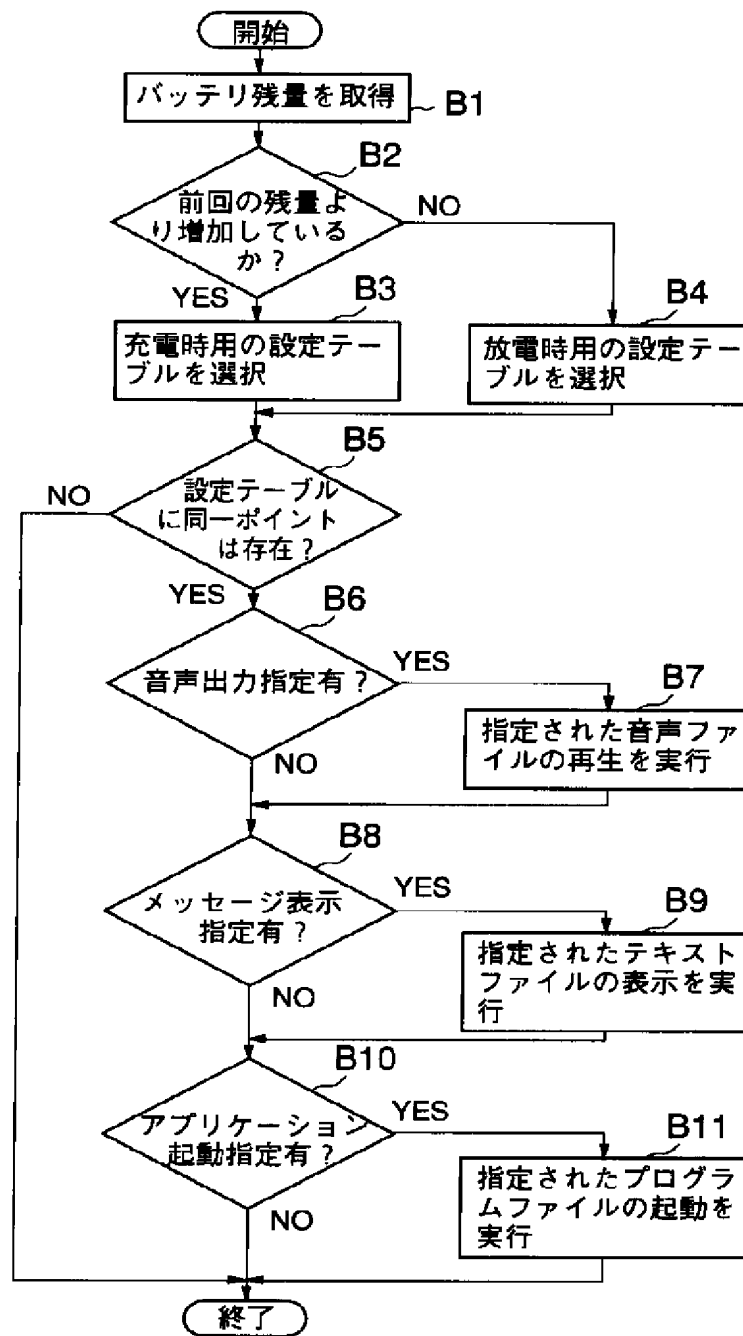 開始
バッテリ残量を取得
B1
B2
前回の残量よ
り増加している
か？
NO
YES
B3
充電時用の設定テー
ブルを選択
B4
放電時用の設定テー
ブルを選択
B5
設定テーブル
に同一ポイント
は存在？
NO
YES
B6
音声出力指定有？
YES
B7
指定された音声ファ
イルの再生を実行
NO
B8
メッセージ表示
指定有？
YES
B9
指定されたテキスト
ファイルの表示を実
行
NO
B10
アプリケーション
起動指定有？
YES
B11
指定されたプログラ
ムファイルの起動を
実行
NO
終了